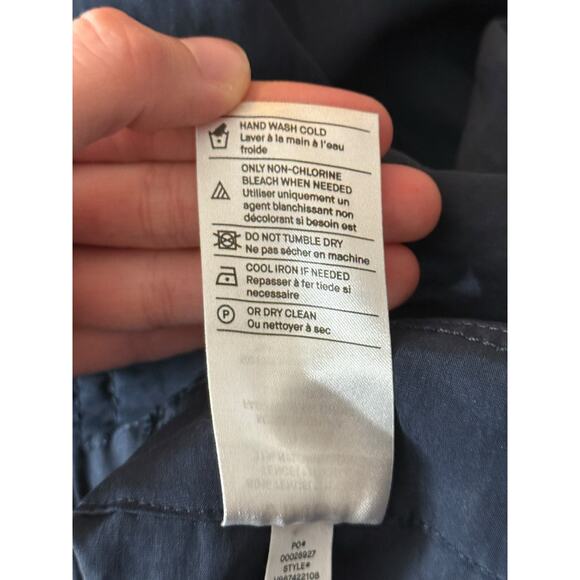 HAND WASH COLD
Laver à la main à l'eau
froide
ONLY NON-CHLORINE
BLEACH WHEN NEEDED
Utiliser uniquement un
agent blanchissant non
décolorant si besoin est
DO NOT TUMBLE DRY
Ne pas sécher en machine
COOL IRON IF NEEDED
Repasser à fer tiede si
necessaire
P
OR DRY CLEAN
Ou nettoyer à sec
PO#
00028927
STYLE#